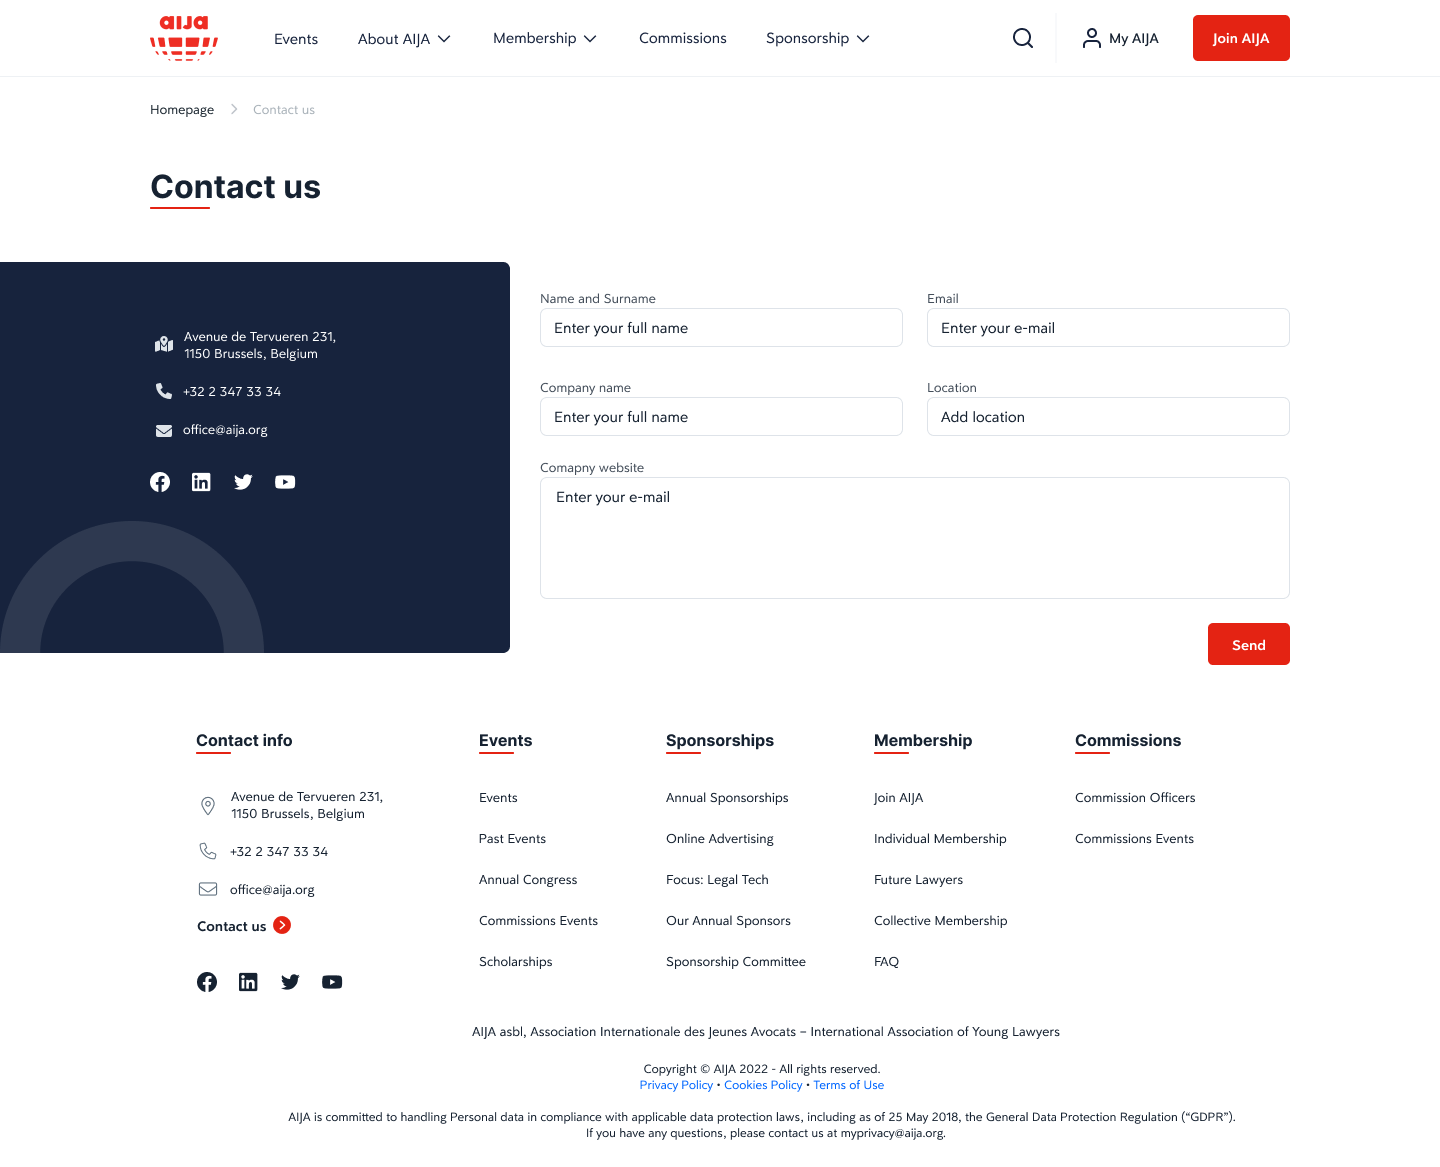 aija
Events
About AIJA
Membership
Commissions
Sponsorship
My AIJA
Join AIJA
Homepage
Contact us
Contact us
Avenue de Tervueren 231,
1150 Brussels, Belgium
+32 2 347 33 34
office@aija.org
Name and Surname
Enter your full name
Email
Enter your e-mail
Company name
Enter your full name
Location
Add location
Comapny website
Enter your e-mail
Send
Contact info
Avenue de Tervueren 231,
1150 Brussels, Belgium
+32 2 347 33 34
office@aija.org
Contact us
Events
Events
Past Events
Annual Congress
Commissions Events
Scholarships
Sponsorships
Annual Sponsorships
Online Advertising
Focus: Legal Tech
Our Annual Sponsors
Sponsorship Committee
Membership
Join AIJA
Individual Membership
Future Lawyers
Collective Membership
FAQ
Commissions
Commission Officers
Commissions Events
AIJA asbl, Association Internationale des Jeunes Avocats – International Association of Young Lawyers
Copyright © AIJA 2022 - All rights reserved.
Privacy Policy • Cookies Policy • Terms of Use
AIJA is committed to handling Personal data in compliance with applicable data protection laws, including as of 25 May 2018, the General Data Protection Regulation (“GDPR”).
If you have any questions, please contact us at myprivacy@aija.org.